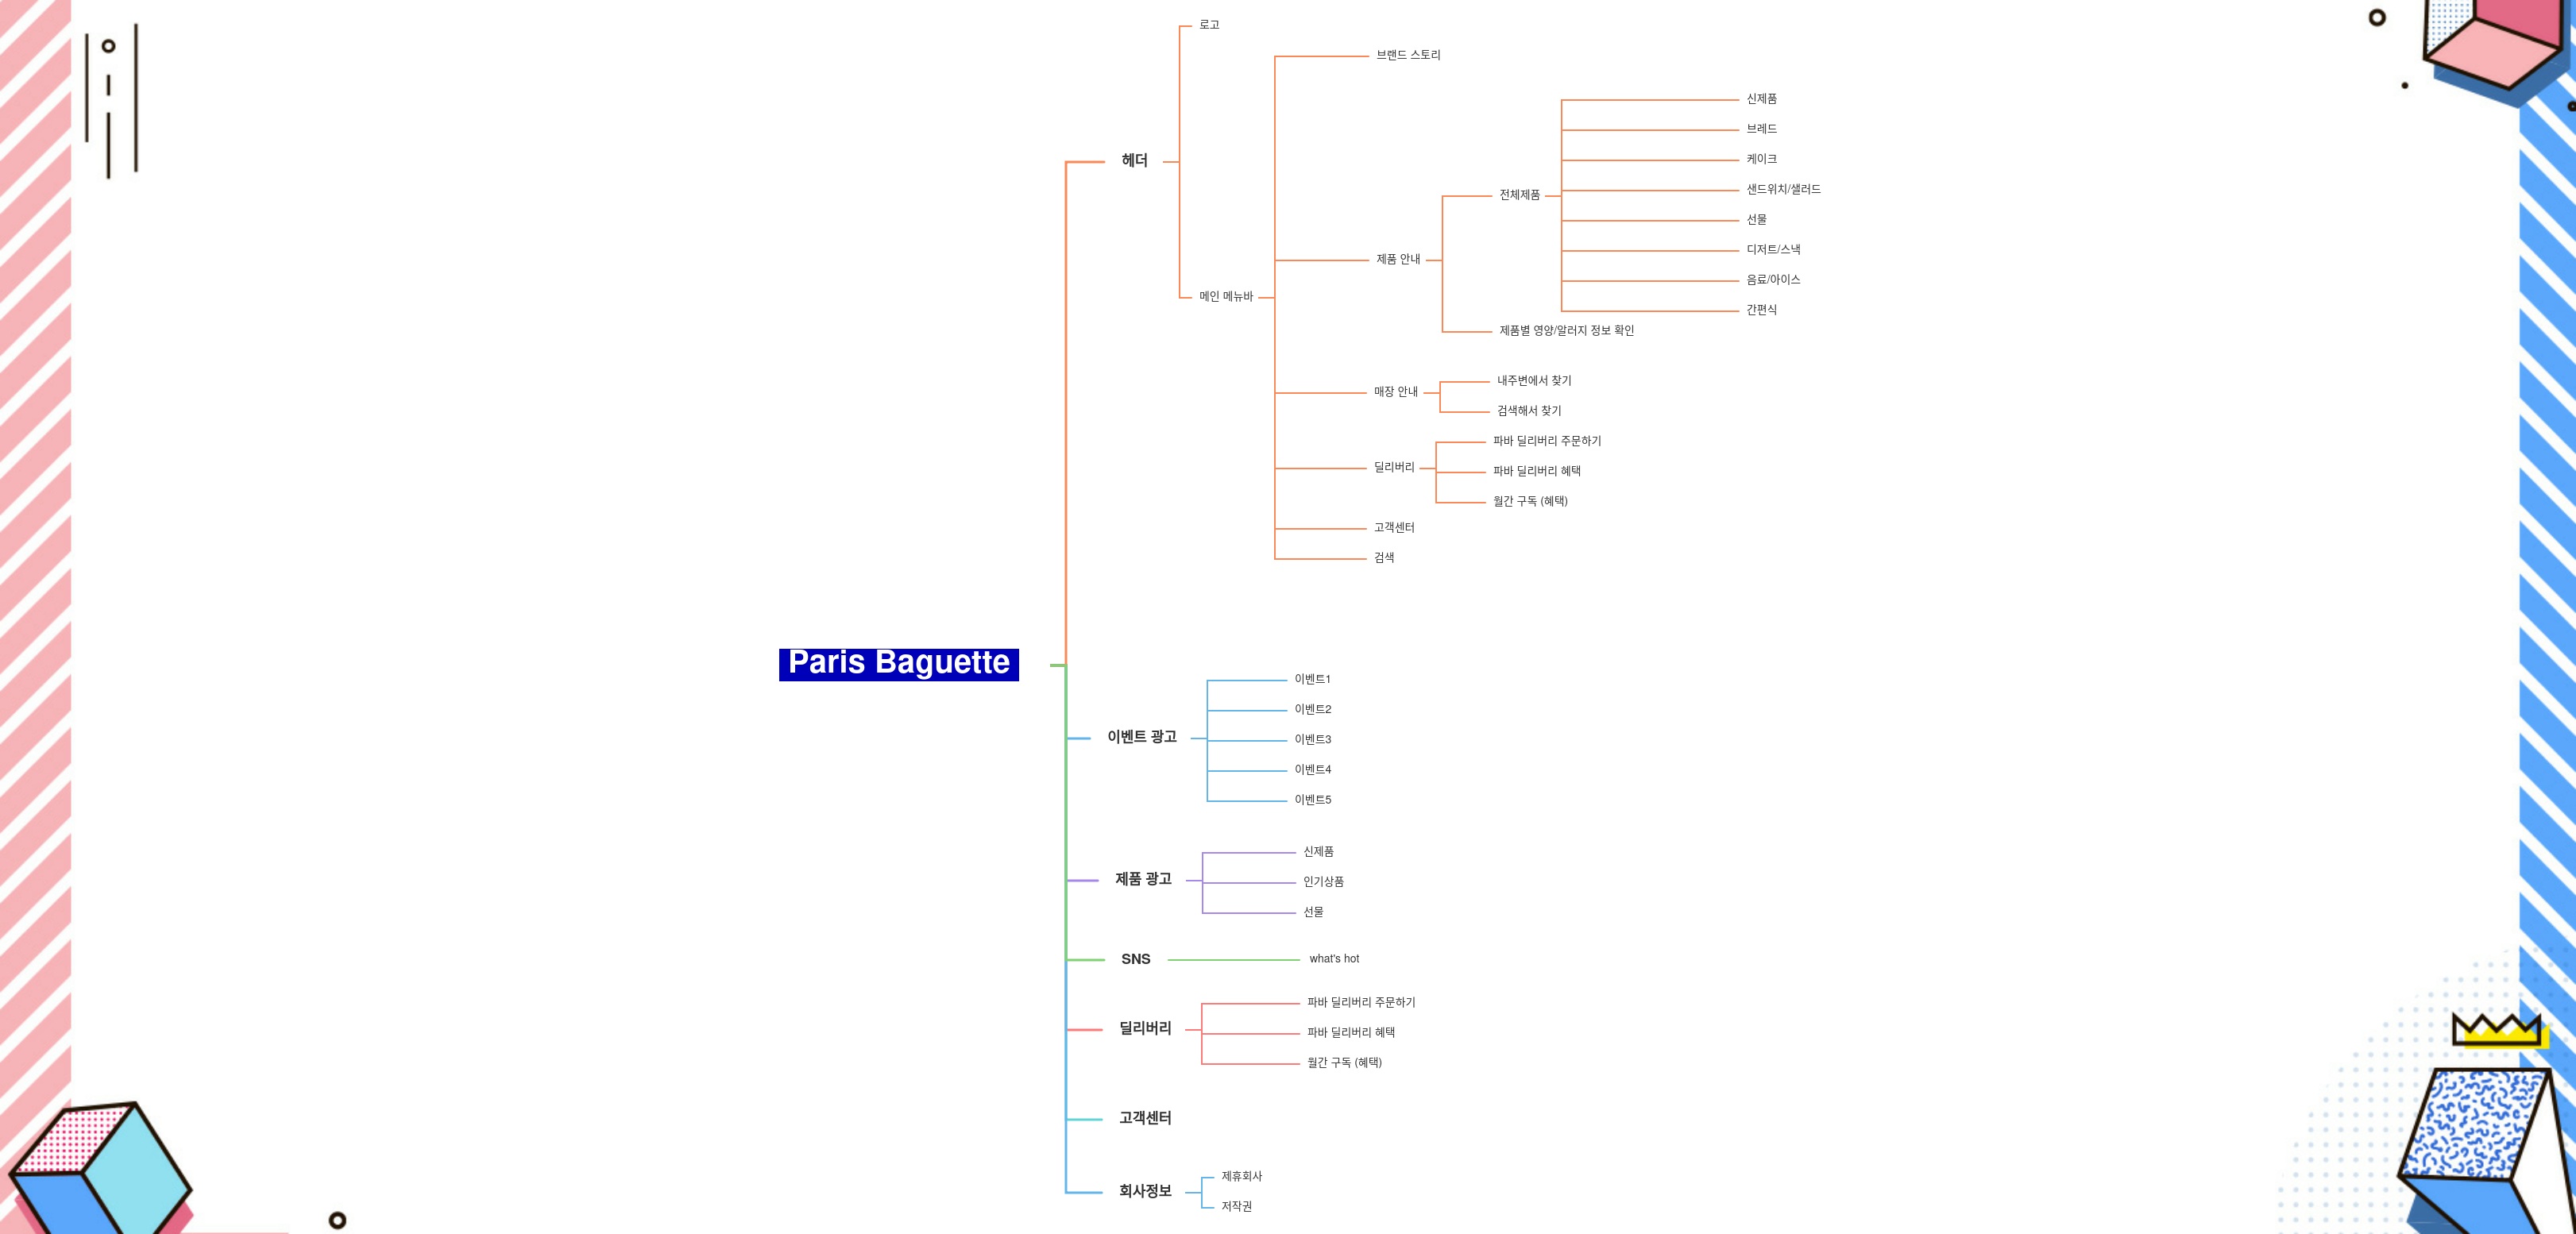 로고
브랜드 스토리
신제품
브레드
헤더
케이크
샌드위치/샐러드
전체제품
선물
디저트/스낵
제품 안내
음료/아이스
메인 메뉴바
간편식
제품별 영양/알러지 정보 확인
내주변에서 찾기
매장 안내
검색해서 찾기
파바 딜리버리 주문하기
딜리버리
파바 딜리버리 혜택
월간 구독 (혜택)
고객센터
검색
Paris Baguette
이벤트1
이벤트2
이벤트 광고
이벤트3
이벤트4
이벤트5
신제품
제품 광고
인기상품
선물
SNS
what's hot
파바 딜리버리 주문하기
딜리버리
파바 딜리버리 혜택
월간 구독 (혜택)
고객센터
제휴회사
회사정보
저작권